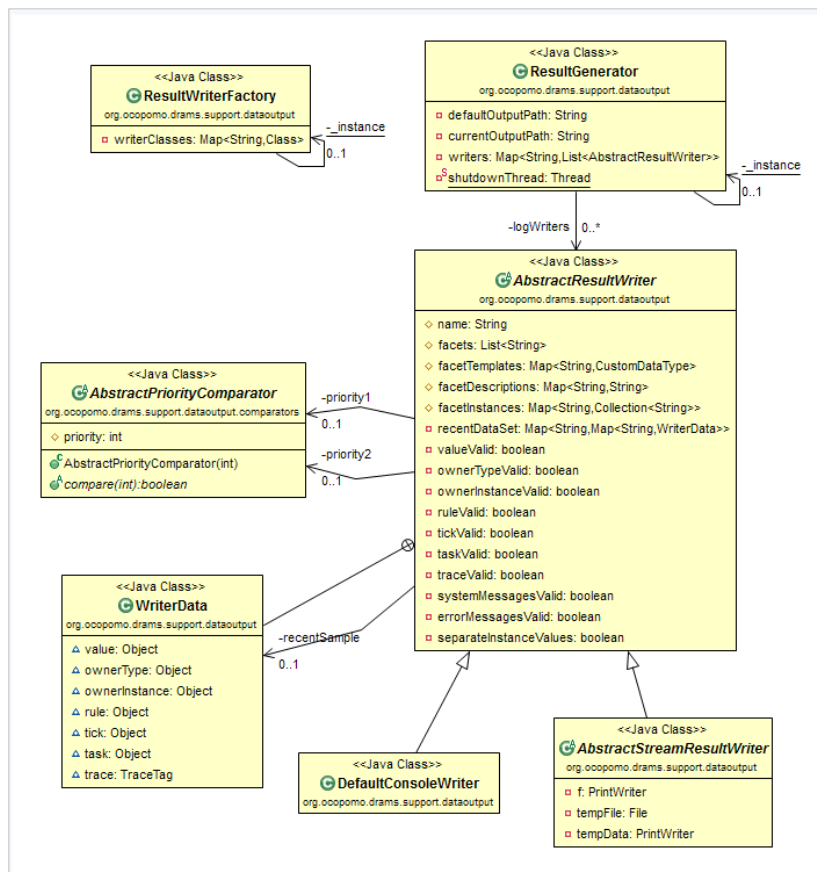 <<Java Class>>
ResultWriterFactory
org.ocopomo.drams.support.dataoutput
writerClasses: Map<String,Class>
-_instance
0..1
<<Java Class>>
ResultGenerator
org.ocopomo.drams.support.dataoutput
defaultOutputPath: String
currentOutputPath: String
writers: Map<String,List<AbstractResultWriter>>
S shutdownThread: Thread
-_instance
0..1
-logWriters 0..*
<<Java Class>>
AbstractResultWriter
org.ocopomo.drams.support.dataoutput
name: String
facets: List<String>
facetTemplates: Map<String,CustomDataType>
facetDescriptions: Map<String,String>
facetInstances: Map<String,Collection<String>>
recentDataSet: Map<String,Map<String,WriterData>>
valueValid: boolean
ownerTypeValid: boolean
ownerInstanceValid: boolean
ruleValid: boolean
tickValid: boolean
taskValid: boolean
traceValid: boolean
systemMessagesValid: boolean
errorMessagesValid: boolean
separateInstanceValues: boolean
<<Java Class>>
AbstractPriorityComparator
org.ocopomo.drams.support.dataoutput.comparators
priority: int
AbstractPriorityComparator(int)
compare(int):boolean
-priority1
0..1
-priority2
0..1
<<Java Class>>
WriterData
org.ocopomo.drams.support.dataoutput
value: Object
ownerType: Object
ownerInstance: Object
rule: Object
tick: Object
task: Object
trace: TraceTag
-recentSample
0..1
<<Java Class>>
DefaultConsoleWriter
org.ocopomo.drams.support.dataoutput
<<Java Class>>
AbstractStreamResultWriter
org.ocopomo.drams.support.dataoutput
f: PrintWriter
tempFile: File
tempData: PrintWriter